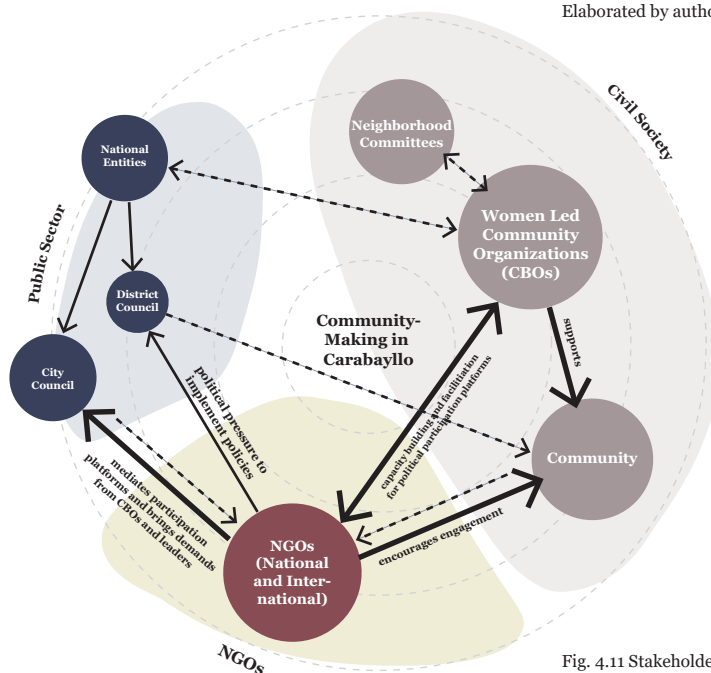 Elaborated by autho
Civil Society
Neighborhood
Committees
National
Entities
Women Led
Community
Organizations
(CBOs)
Public Sector
District
Council
Community-
Making in
Carabayllo
supports
City
Council
political pressure to
implement policies
capacity building and facilitiation
for political participation platforms
Community
mediates participation
platforms and brings demands
from CBOs and leaders
NGOs
(National
and Inter-
national)
encourages engagement
NGOs
Fig. 4.11 Stakeholde